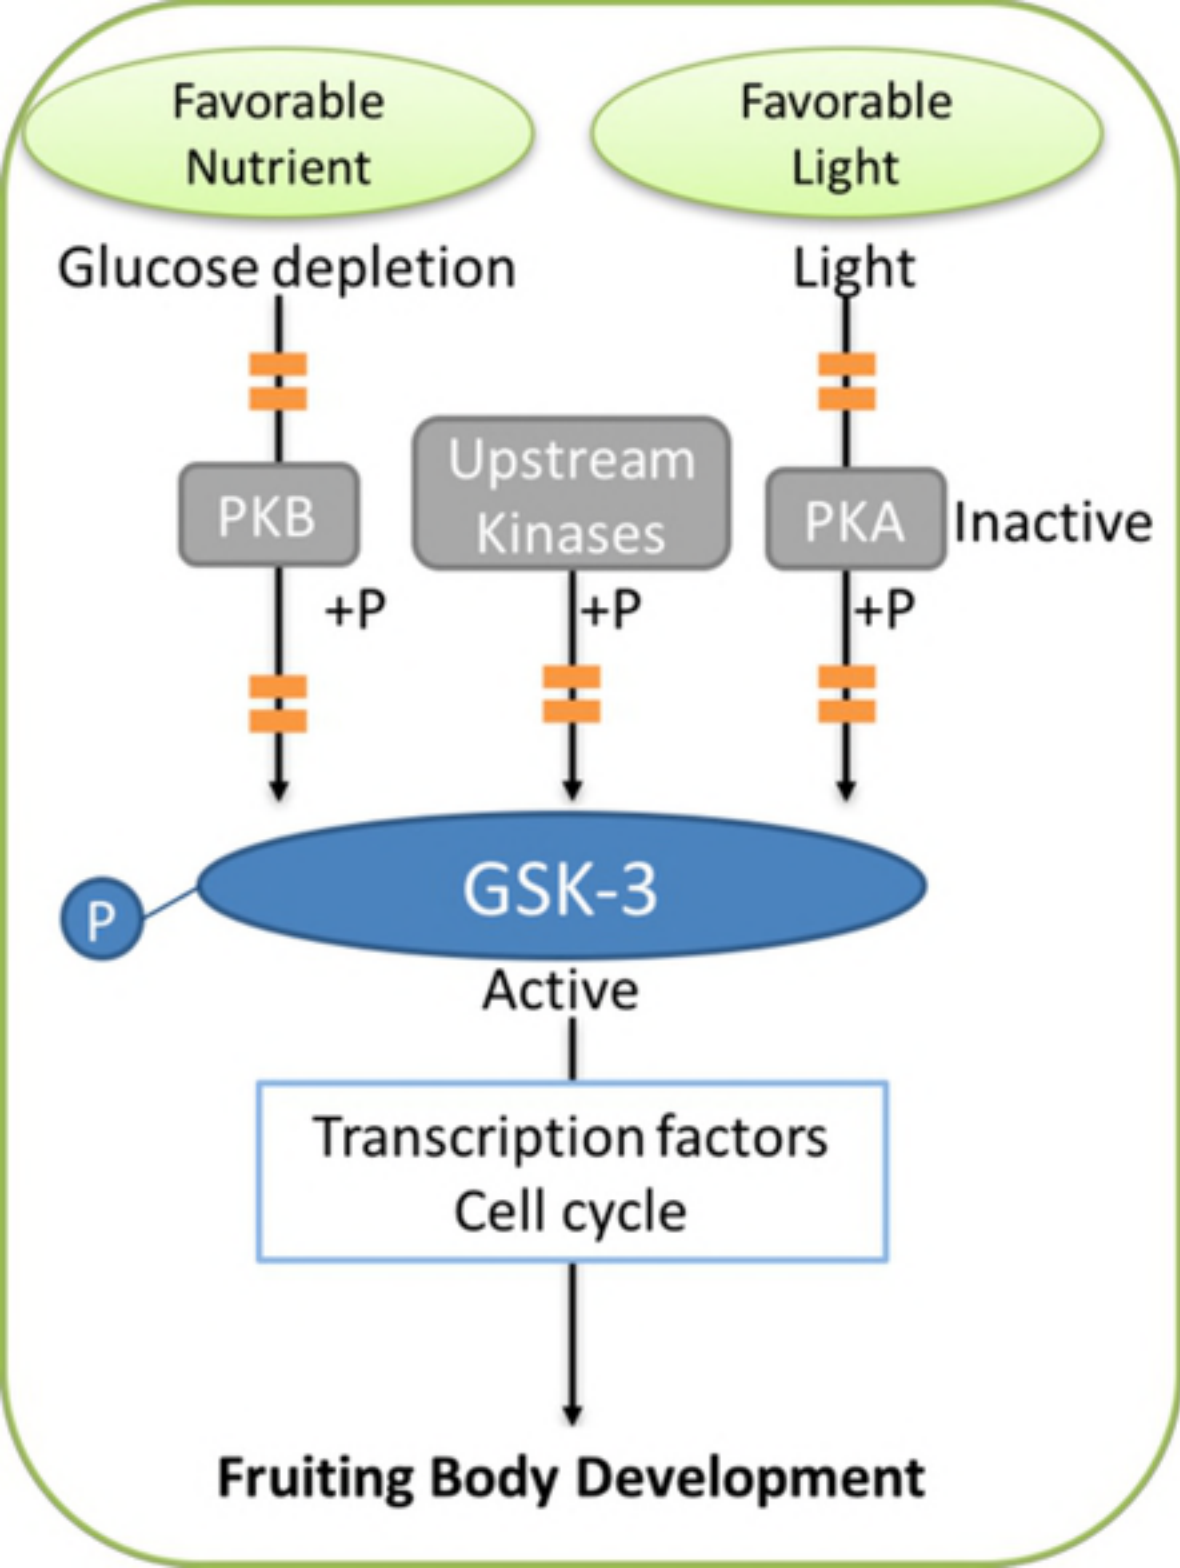 Favorable
Nutrient
Favorable
Light
Glucose depletion
Light
PKB
Upstream
Kinases
PKA
Inactive
+P
+P
+P
GSK-3
P
Active
Transcription factors
Cell cycle
Fruiting Body Development